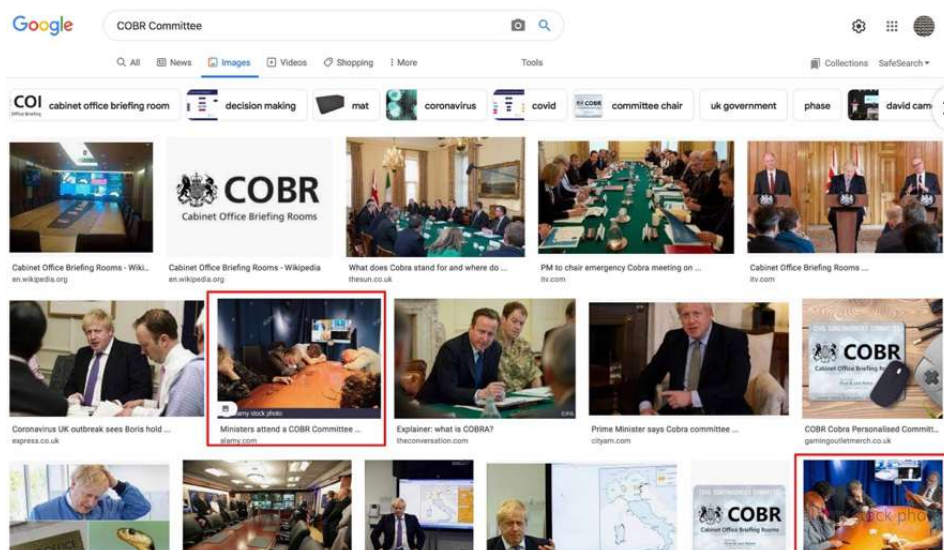 Google
COBR Committee
All
News
Images
Videos
Shopping
More
Tools
Collections
SafeSearch
COI
cabinet office briefing room
decision making
mat
coronavirus
covid
committee chair
uk government
phase
david cam
COBR
Cabinet Office Briefing Rooms
Cabinet Office Briefing Rooms - Wiki...
en.wikipedia.org
Cabinet Office Briefing Rooms - Wikipedia
en.wikipedia.org
What does Cobra stand for and where do ...
thesun.co.uk
PM to chair emergency Cobra meeting on ...
itv.com
Cabinet Office Briefing Rooms ...
itv.com
amy stock photo
COBR
Coronavirus UK outbreak sees Boris hold ...
express.co.uk
Ministers attend a COBR Committee ...
alamy.com
Explainer: what is COBRA?
theconversation.com
Prime Minister says Cobra committee ...
cityam.com
COBR Cobra Personalised Committ...
gamingoutletmerch.co.uk
COBR
Cabinet Office Briefing Rooms
stock pho